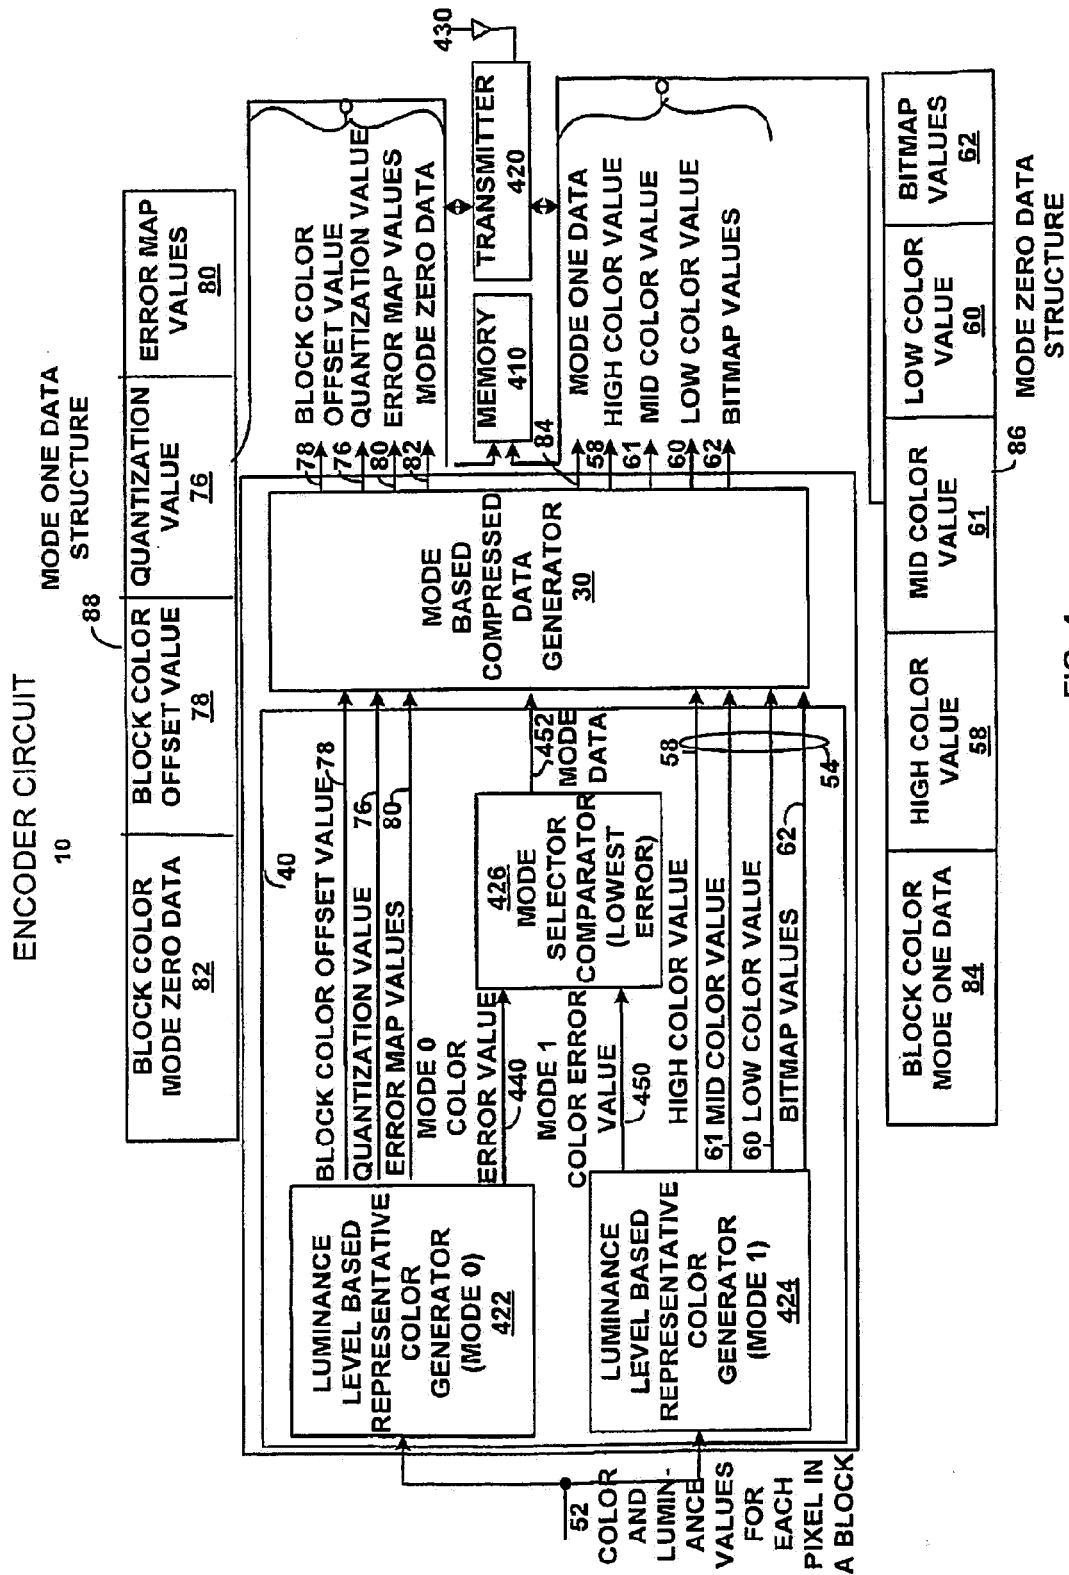 ENCODER CIRCUIT
10
MODE ONE DATA
STRUCTURE
88
BLOCK COLOR
MODE ZERO DATA
82
BLOCK COLOR
OFFSET VALUE
78
QUANTIZATION
VALUE
76
ERROR MAP
VALUES
80
40
52
COLOR
AND
LUMIN-
ANCE
VALUES
FOR
EACH
PIXEL IN
A BLOCK
LUMINANCE
LEVEL BASED
REPRESENTATIVE
COLOR
GENERATOR
(MODE 0)
422
LUMINANCE
LEVEL BASED
REPRESENTATIVE
COLOR
GENERATOR
(MODE 1)
424
BLOCK COLOR OFFSET VALUE 78
QUANTIZATION VALUE 76
ERROR MAP VALUES 80
MODE 0
COLOR
ERROR VALUE
440
MODE 1
COLOR ERROR
VALUE
450
426
MODE
SELECTOR
COMPARATOR
(LOWEST
ERROR)
452
MODE
DATA
HIGH COLOR VALUE
58
61 MID COLOR VALUE
60 LOW COLOR VALUE
BITMAP VALUES
62
54
MODE
BASED
COMPRESSED
DATA
GENERATOR
30
78 BLOCK COLOR
OFFSET VALUE
76 QUANTIZATION VALUE
80 ERROR MAP VALUES
82 MODE ZERO DATA
MEMORY
410
TRANSMITTER
420
430
84
MODE ONE DATA
58 HIGH COLOR VALUE
61 MID COLOR VALUE
60 LOW COLOR VALUE
62 BITMAP VALUES
BLOCK COLOR
MODE ONE DATA
84
HIGH COLOR
VALUE
58
MID COLOR
VALUE
61
LOW COLOR
VALUE
60
BITMAP
VALUES
62
86
MODE ZERO DATA
STRUCTURE